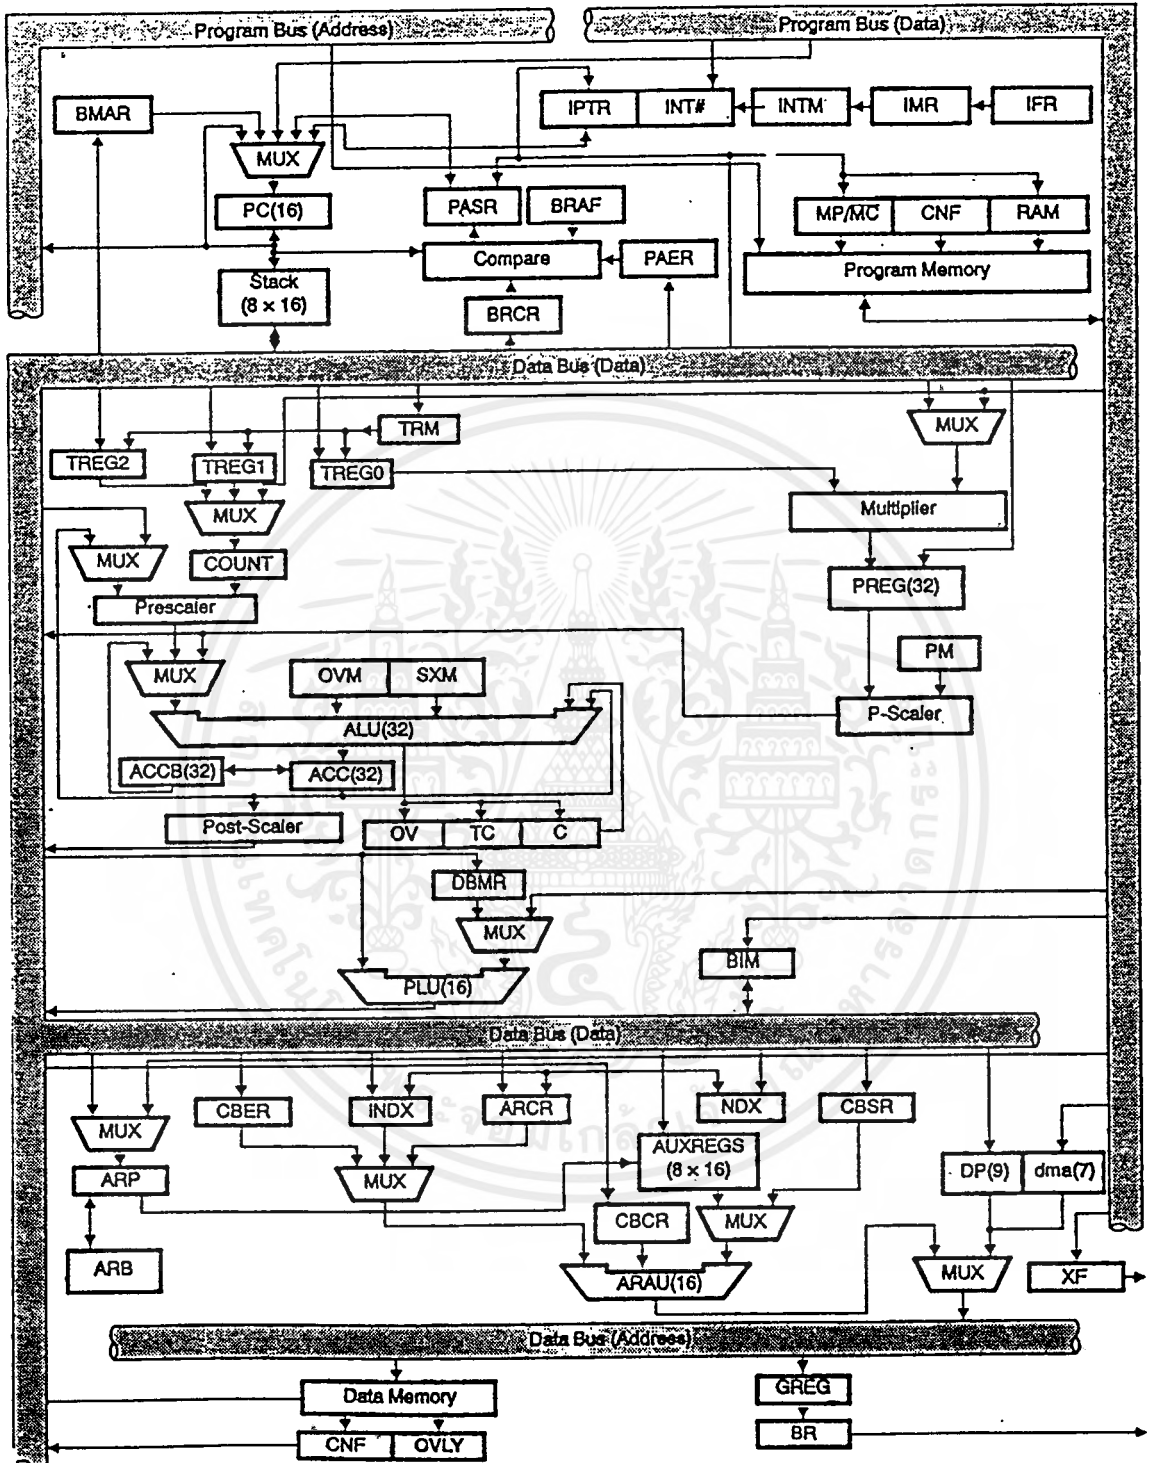 Program Bus (Address)
Program Bus (Data)
BMAR
IPTR
INT#
INTM
IMR
IFR
MUX
PC(16)
PASR
BRAF
MP/M̅C̅
CNF
RAM
Compare
PAER
Program Memory
Stack
(8 × 16)
BRCR
Data Bus (Data)
TRM
MUX
TREG2
TREG1
TREG0
MUX
Multiplier
MUX
COUNT
PREG(32)
Prescaler
PM
MUX
OVM
SXM
P-Scaler
ALU(32)
ACCB(32)
ACC(32)
Post-Scaler
OV
TC
C
DBMR
MUX
BIM
PLU(16)
Data Bus (Data)
CBER
INDX
ARCR
NDX
CBSR
MUX
AUXREGS
(8 × 16)
ARP
MUX
DP(9)
dma(7)
CBCR
MUX
ARB
ARAU(16)
MUX
XF
Data Bus (Address)
Data Memory
GREG
CNF
OVLY
BR